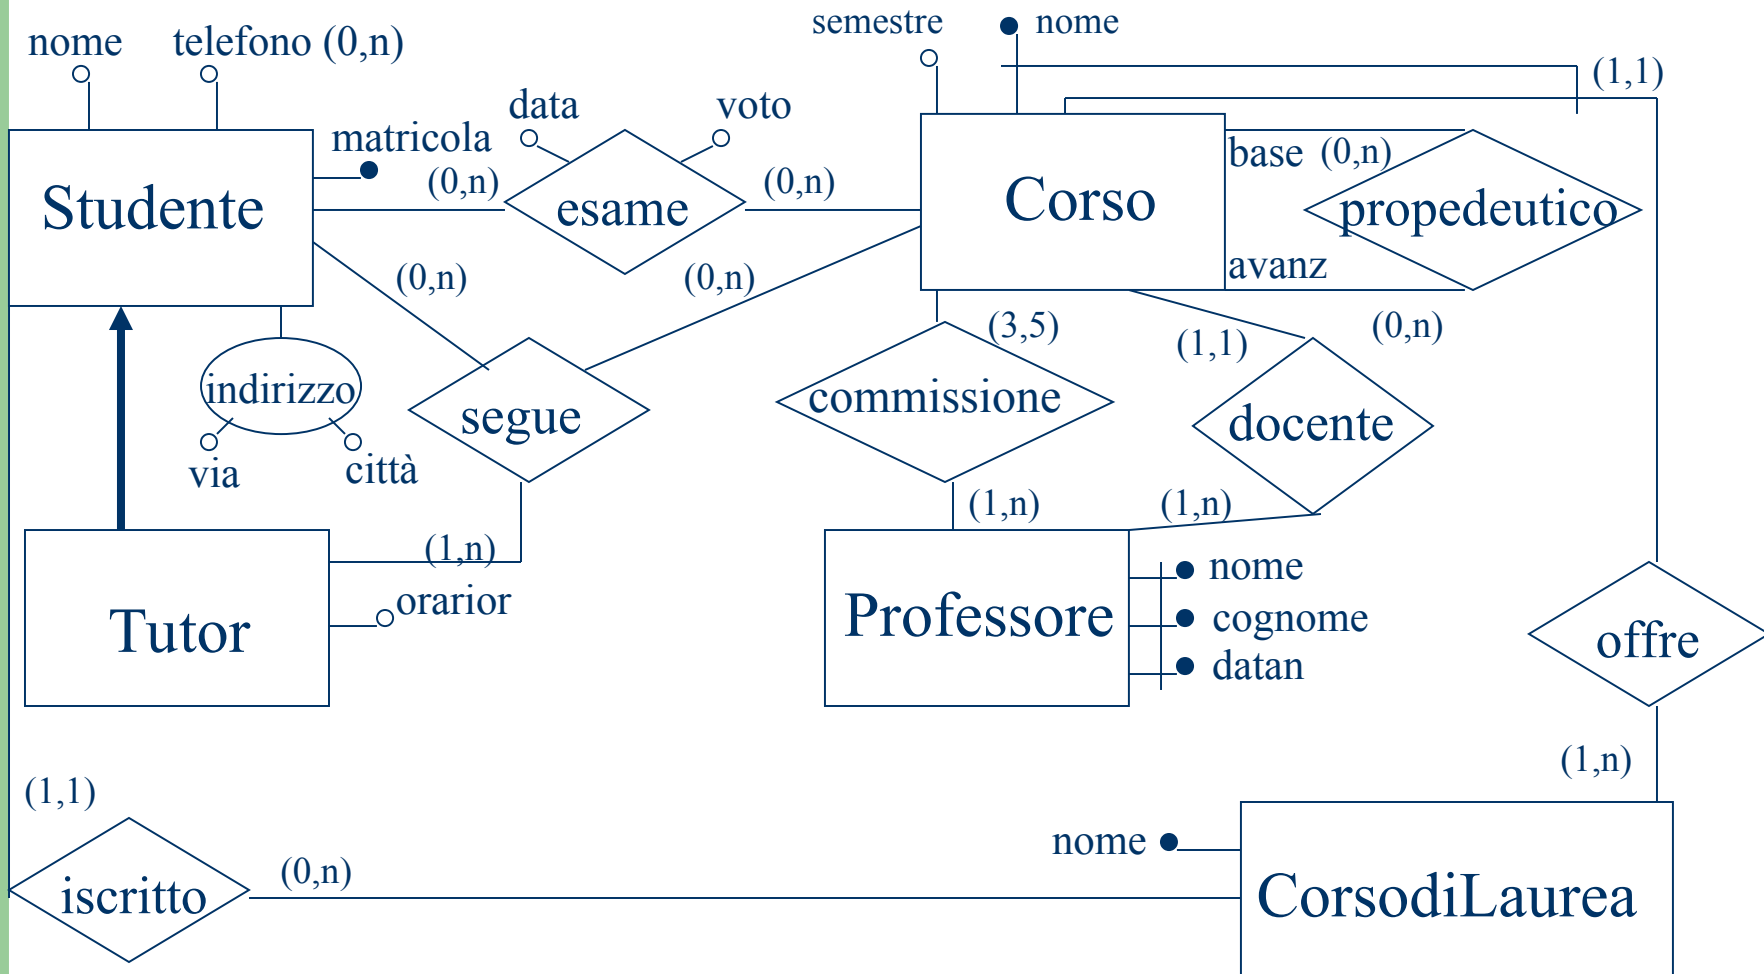 semestre
nome
nome
telefono (0,n)
(1,1)
data
voto
matricola
(0,n)
(0,n)
base (0,n)
Studente
esame
Corso
propedeutico
avanz
(0,n)
(0,n)
(3,5)
(1,1)
(0,n)
indirizzo
segue
commissione
docente
via
città
(1,n)
(1,n)
(1,n)
orarior
nome
Tutor
Professore
cognome
offre
datan
(1,n)
(1,1)
nome
(0,n)
iscritto
CorsodiLaurea